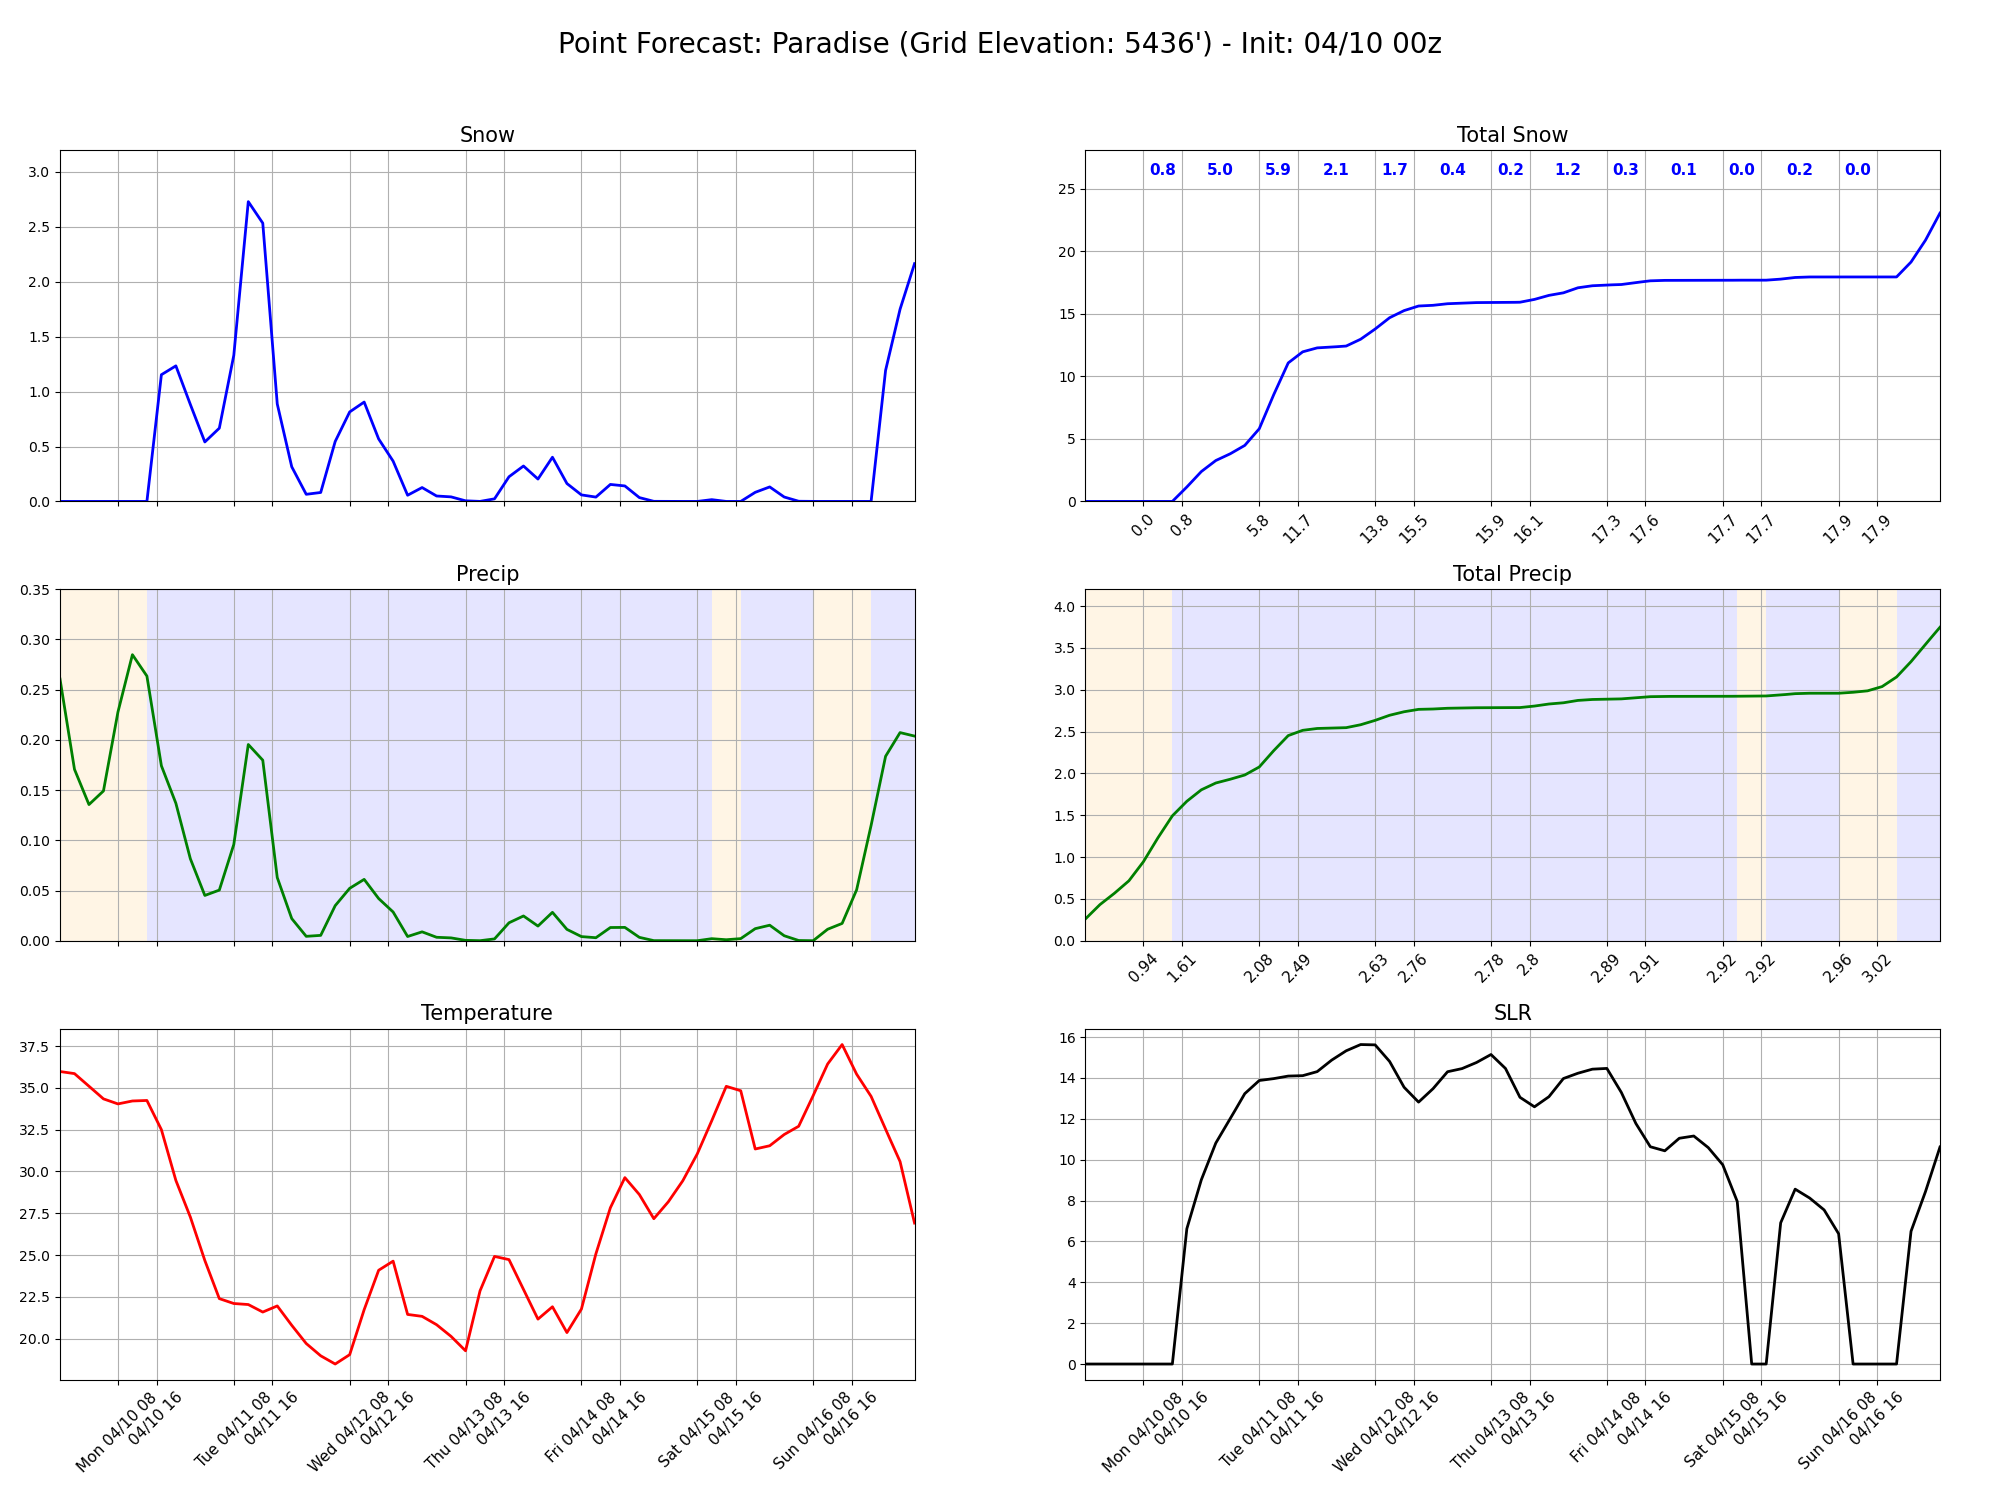 Point Forecast: Paradise (Grid Elevation: 5436') - Init: 04/10 00z
Snow
3.0
2.5
2.0
1.5
1.0
0.5
0.0
Total Snow
0.8 5.0 5.9 2.1 1.7 0.4 0.2 1.2 0.3 0.1 0.0 0.2 0.0
25
20
15
10
5
0
0.0 0.8 5.8 11.7 13.8 15.5 15.9 16.1 17.3 17.6 17.7 17.7 17.9 17.9
Precip
0.35
0.30
0.25
0.20
0.15
0.10
0.05
0.00
Total Precip
4.0
3.5
3.0
2.5
2.0
1.5
1.0
0.5
0.0
0.94 1.61 2.08 2.49 2.63 2.76 2.78 2.8 2.89 2.91 2.92 2.92 2.96 3.02
Temperature
37.5
35.0
32.5
30.0
27.5
25.0
22.5
20.0
Mon 04/10 08
04/10 16
Tue 04/11 08
04/11 16
Wed 04/12 08
04/12 16
Thu 04/13 08
04/13 16
Fri 04/14 08
04/14 16
Sat 04/15 08
04/15 16
Sun 04/16 08
04/16 16
SLR
16
14
12
10
8
6
4
2
0
Mon 04/10 08
04/10 16
Tue 04/11 08
04/11 16
Wed 04/12 08
04/12 16
Thu 04/13 08
04/13 16
Fri 04/14 08
04/14 16
Sat 04/15 08
04/15 16
Sun 04/16 08
04/16 16